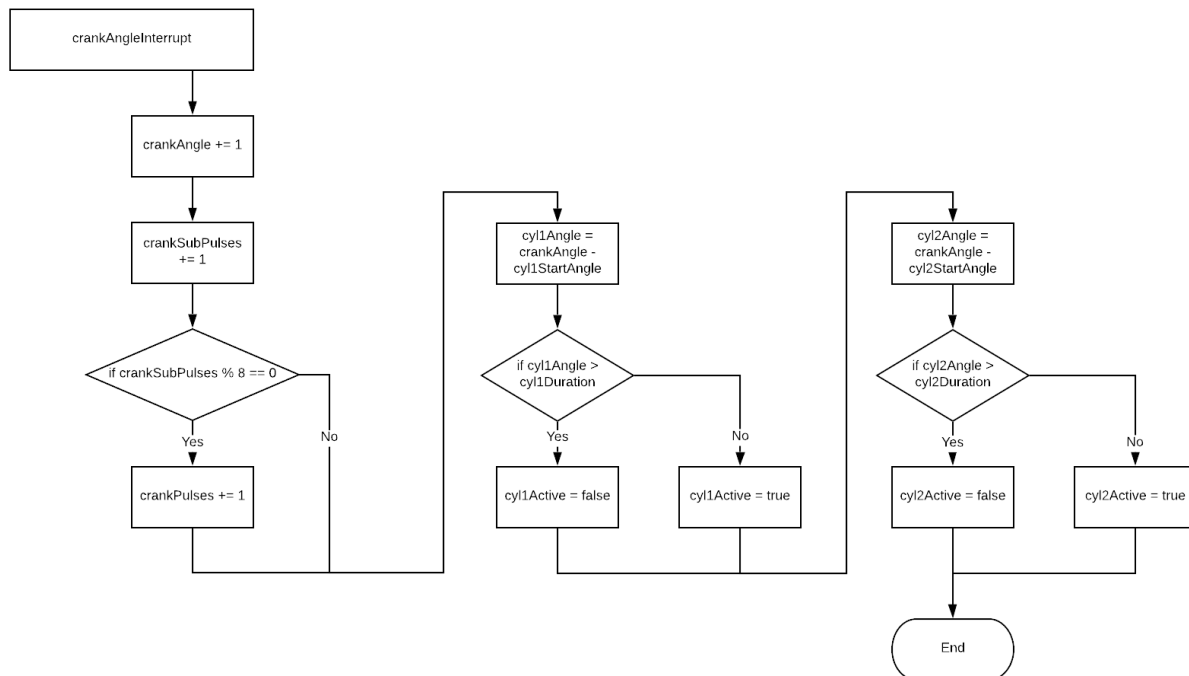 crankAngleInterrupt
crankAngle += 1
crankSubPulses
+= 1
if crankSubPulses % 8 == 0
Yes
No
crankPulses += 1
cyl1Angle =
crankAngle -
cyl1StartAngle
if cyl1Angle >
cyl1Duration
Yes
No
cyl1Active = false
cyl1Active = true
cyl2Angle =
crankAngle -
cyl2StartAngle
if cyl2Angle >
cyl2Duration
Yes
No
cyl2Active = false
cyl2Active = true
End